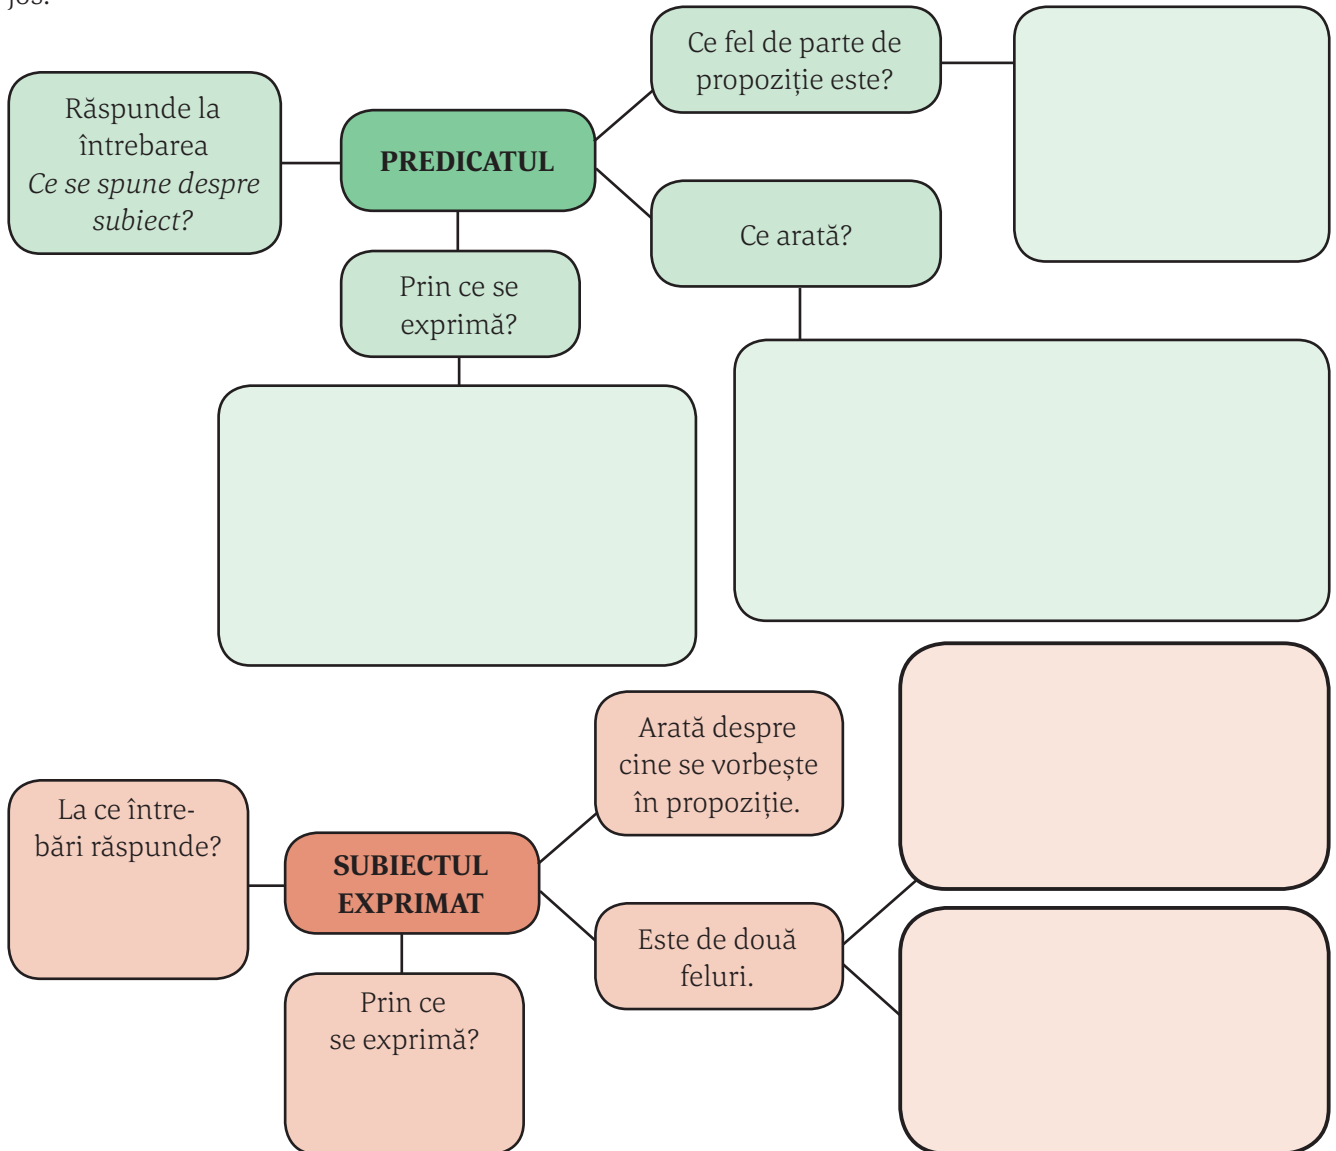 jos.
Ce fel de parte de
propoziție este?
Răspunde la
întrebarea
Ce se spune despre
subiect?
PREDICATUL
Ce arată?
Prin ce se
exprimă?
Arată despre
cine se vorbește
în propoziție.
La ce între-
bări răspunde?
SUBIECTUL
EXPRIMAT
Este de două
feluri.
Prin ce
se exprimă?